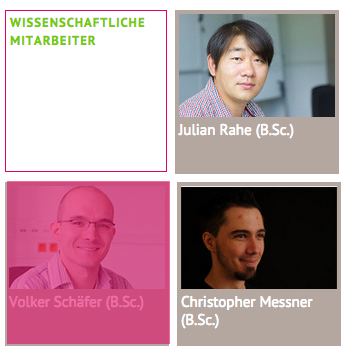 WISSENSCHAFTLICHE
MITARBEITER
Julian Rahe (B.Sc.)
Volker Schäfer (B.Sc.)
Christopher Messner
(B.Sc.)